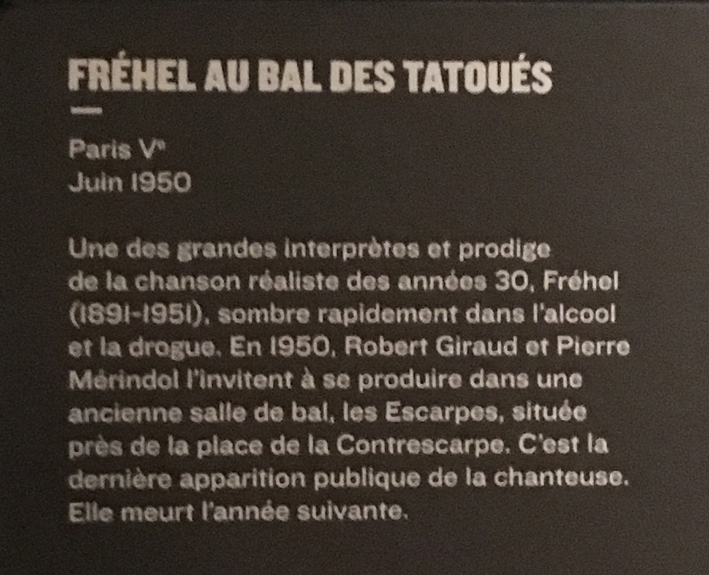 FRÉHEL AU BAL DES TATOUÉS
Paris Vᵉ
Juin 1950
Une des grandes interprètes et prodige
de la chanson réaliste des années 30, Fréhel
(1891-1951), sombre rapidement dans l'alcool
et la drogue. En 1950, Robert Giraud et Pierre
Mérindol l'invitent à se produire dans une
ancienne salle de bal, les Escarpes, située
près de la place de la Contrescarpe. C'est la
dernière apparition publique de la chanteuse.
Elle meurt l'année suivante.